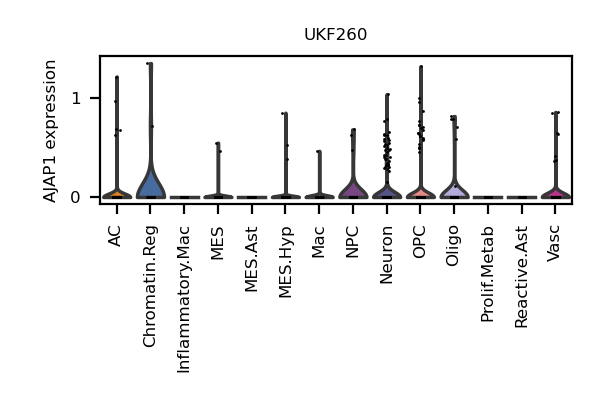 UKF260
AJAP1 expression
1
0
AC
Chromatin.Reg
Inflammatory.Mac
MES
MES.Ast
MES.Hyp
Mac
NPC
Neuron
OPC
Oligo
Prolif.Metab
Reactive.Ast
Vasc